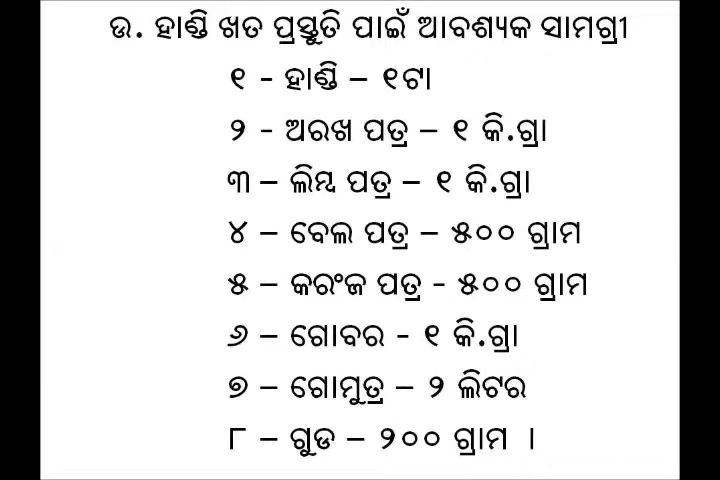 ଉ. ହାଣ୍ଡି ଖତ ପ୍ରସ୍ତୁତି ପାଇଁ ଆବଶ୍ୟକ ସାମଗ୍ରୀ
୧ - ହାଣ୍ଡି – ୧ଟା
୨ - ଅରଖ ପତ୍ର – ୧ କି.ଗ୍ରା
୩ – ଲିମ୍ବ ପତ୍ର – ୧ କି.ଗ୍ରା
୪ – ବେଲ ପତ୍ର – ୫୦୦ ଗ୍ରାମ
୫ – କରଂଜ ପତ୍ର - ୫୦୦ ଗ୍ରାମ
୬ – ଗୋବର - ୧ କି.ଗ୍ରା
୭ – ଗୋମୁତ୍ର – ୨ ଲିଟର
୮ – ଗୁଡ – ୨୦୦ ଗ୍ରାମ ।